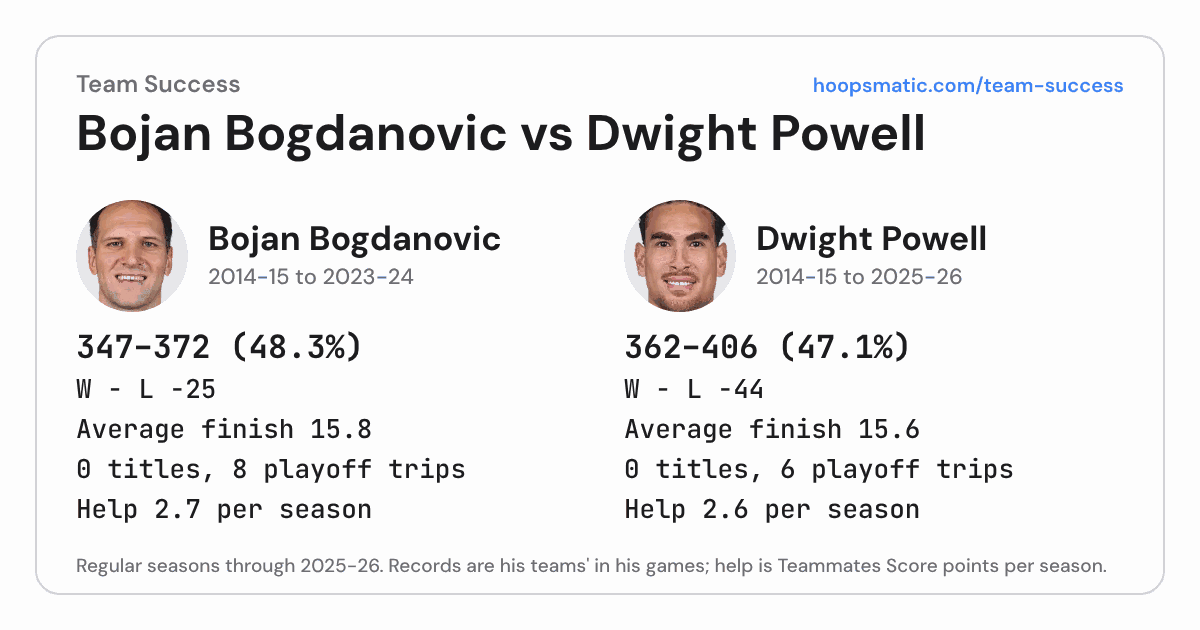 Team Success
hoopsmatic.com/team-success
Bojan Bogdanovic vs Dwight Powell
Bojan Bogdanovic
2014-15 to 2023-24
347-372 (48.3%)
W - L -25
Average finish 15.8
0 titles, 8 playoff trips
Help 2.7 per season
Dwight Powell
2014-15 to 2025-26
362-406 (47.1%)
W - L -44
Average finish 15.6
0 titles, 6 playoff trips
Help 2.6 per season
Regular seasons through 2025-26. Records are his teams' in his games; help is Teammates Score points per season.